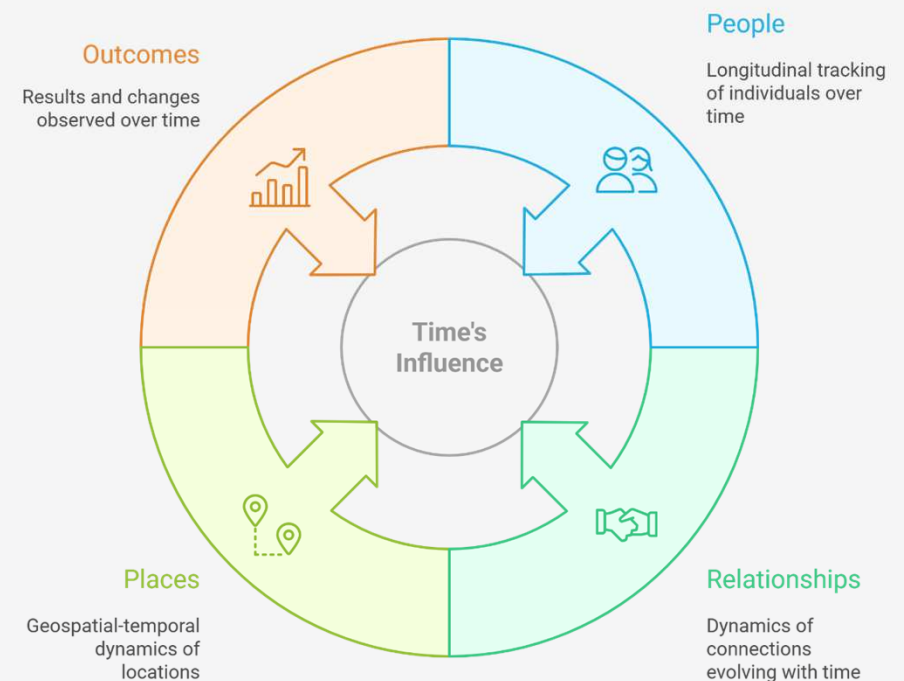 Outcomes
Results and changes
observed over time
People
Longitudinal tracking
of individuals over
time
Time's
Influence
Places
Geospatial-temporal
dynamics of
locations
Relationships
Dynamics of
connections
evolving with time